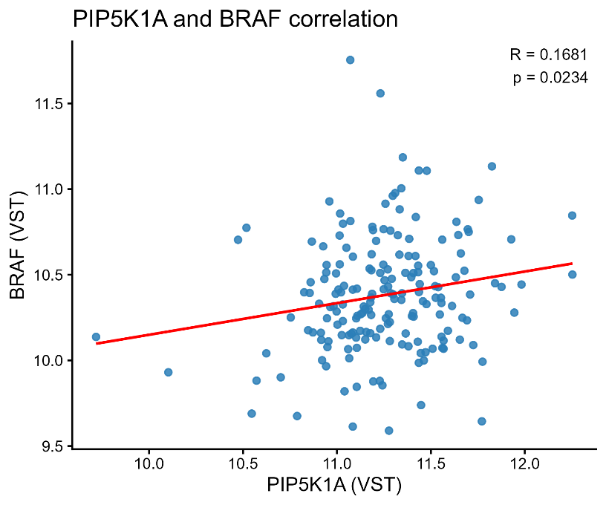 PIP5K1A and BRAF correlation
R = 0.1681
p = 0.0234
BRAF (VST)
11.5
11.0
10.5
10.0
9.5
10.0 10.5 11.0 11.5 12.0
PIP5K1A (VST)